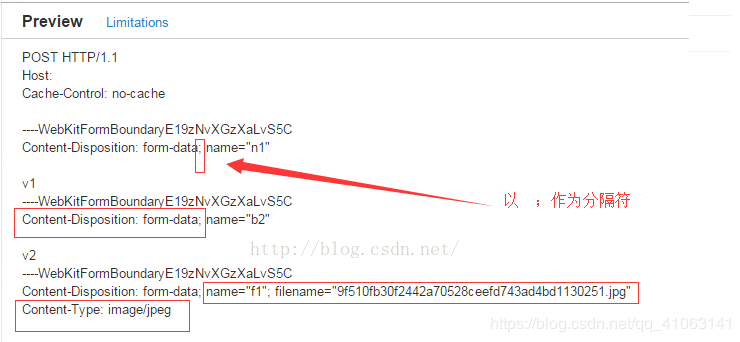 Preview Limitations
POST HTTP/1.1
Host:
Cache-Control: no-cache
----WebKitFormBoundaryE19zNvXGzXaLvS5C
Content-Disposition: form-data; name="n1"
v1
以 ；作为分隔符
----WebKitFormBoundaryE19zNvXGzXaLvS5C
Content-Disposition: form-data; name="b2"
http://blog.csdn.net/
v2
----WebKitFormBoundaryE19zNvXGzXaLvS5C
Content-Disposition: form-data; name="f1"; filename="9f510fb30f2442a70528ceefd743ad4bd1130251.jpg"
Content-Type: image/jpeg
https://blog.csdn.net/qq_41063141